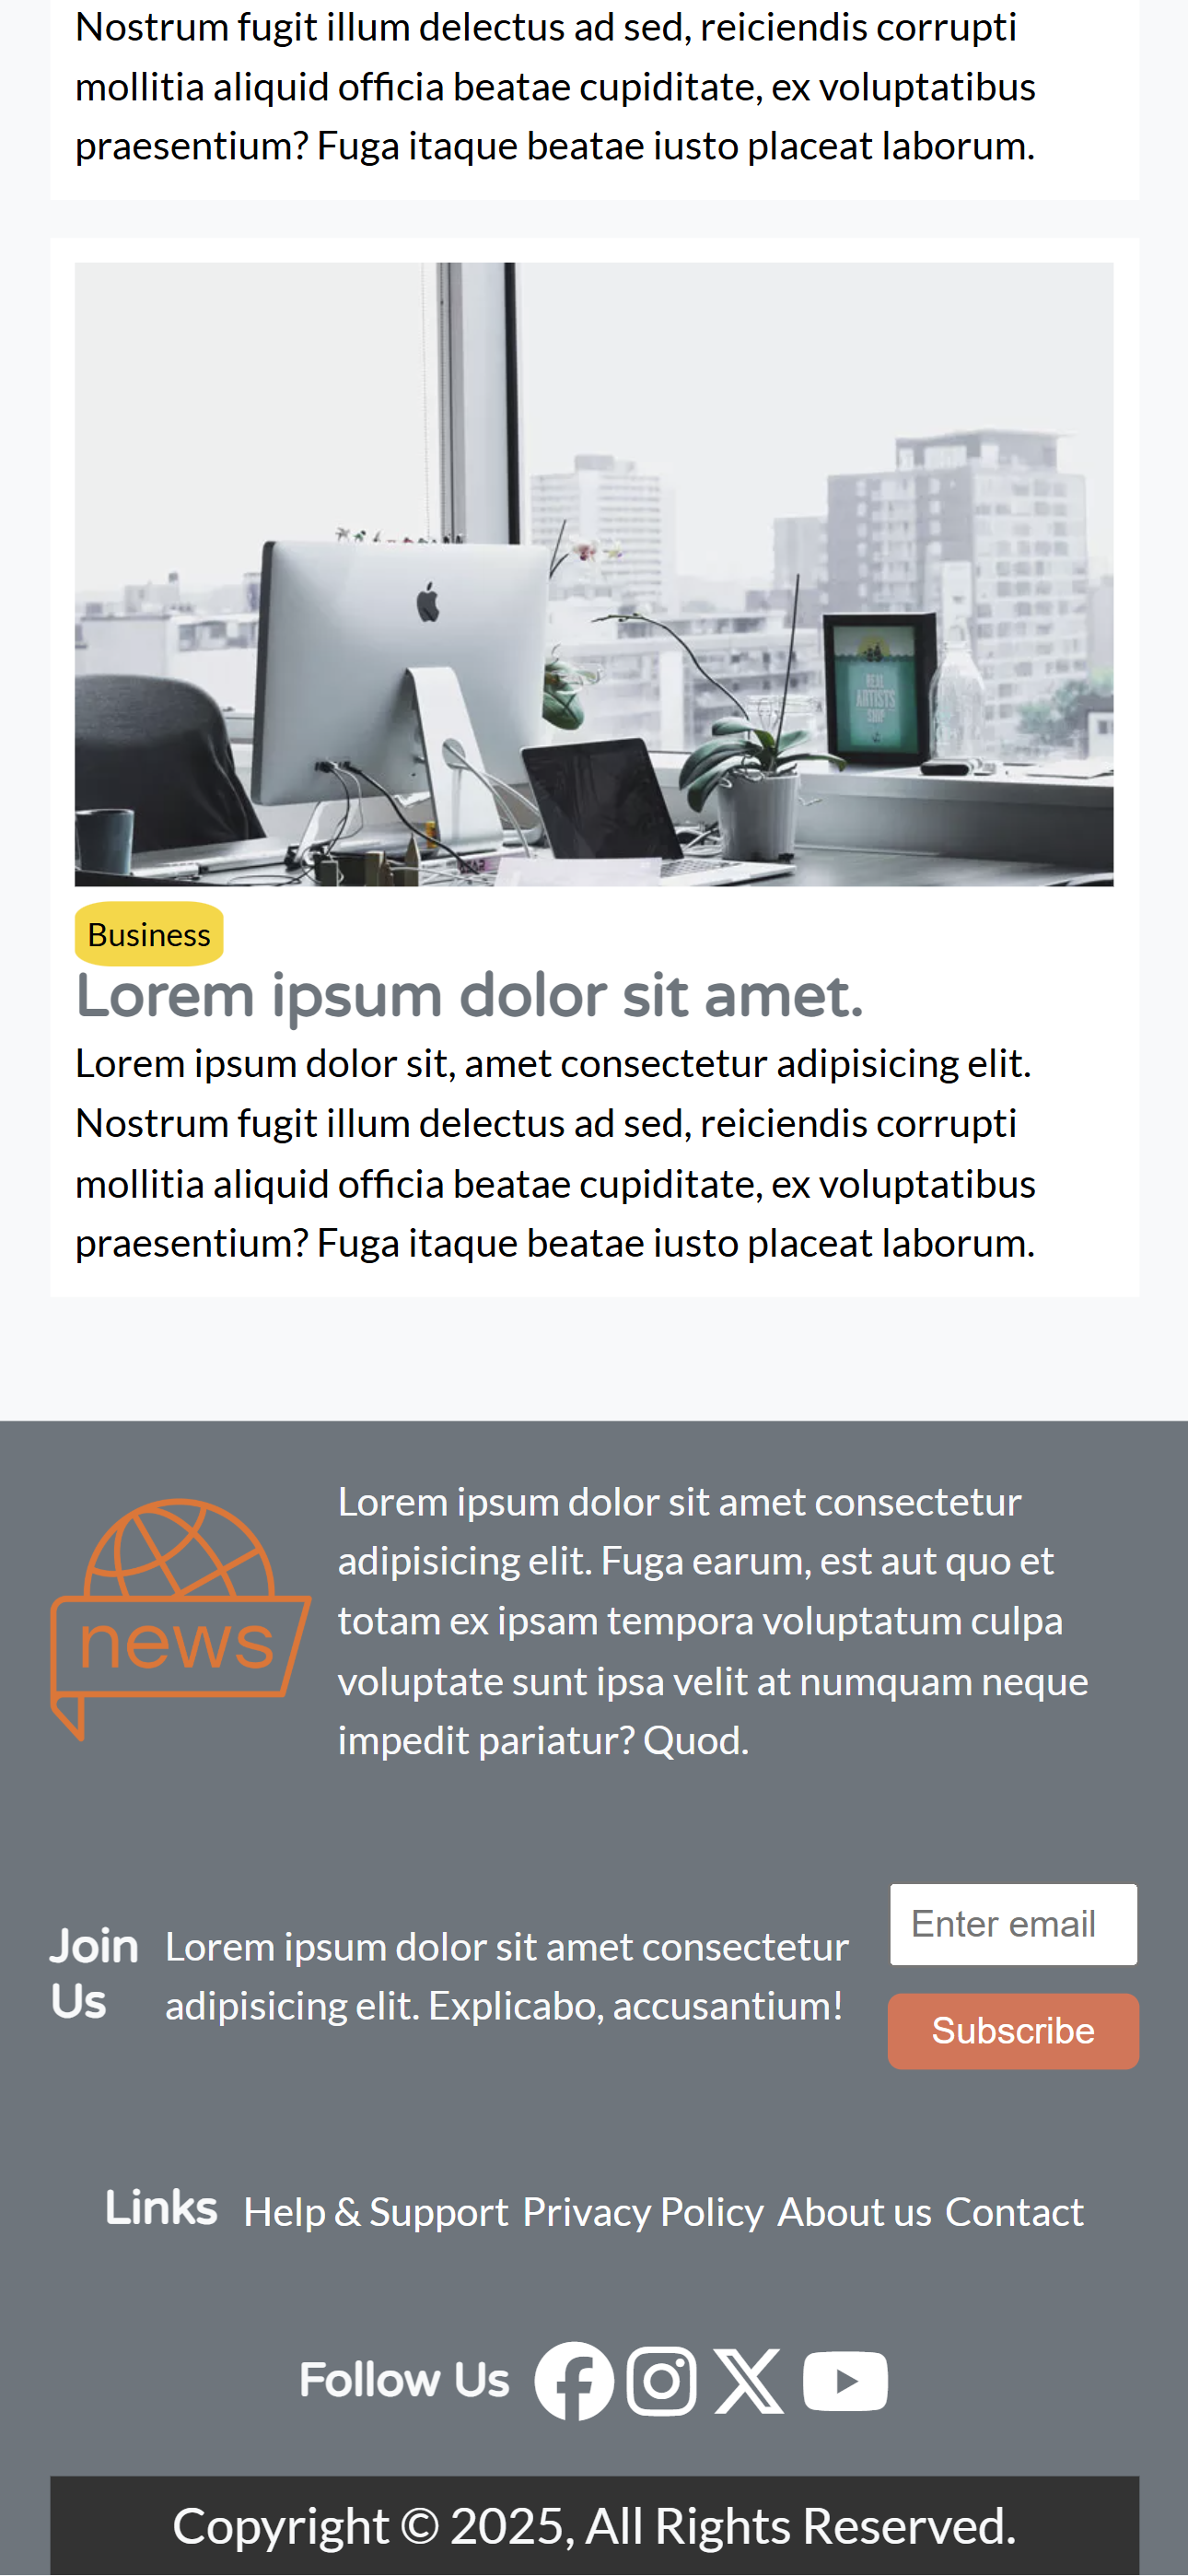 Nostrum fugit illum delectus ad sed, reiciendis corrupti
mollitia aliquid officia beatae cupiditate, ex voluptatibus
praesentium? Fuga itaque beatae iusto placeat laborum.
REAL
ARTISTS
SHIP
Business
Lorem ipsum dolor sit amet.
Lorem ipsum dolor sit, amet consectetur adipisicing elit.
Nostrum fugit illum delectus ad sed, reiciendis corrupti
mollitia aliquid officia beatae cupiditate, ex voluptatibus
praesentium? Fuga itaque beatae iusto placeat laborum.
news
Lorem ipsum dolor sit amet consectetur
adipisicing elit. Fuga earum, est aut quo et
totam ex ipsam tempora voluptatum culpa
voluptate sunt ipsa velit at numquam neque
impedit pariatur? Quod.
Join
Us
Lorem ipsum dolor sit amet consectetur
adipisicing elit. Explicabo, accusantium!
Enter email
Subscribe
Links Help & Support Privacy Policy About us Contact
Follow Us
Copyright © 2025, All Rights Reserved.